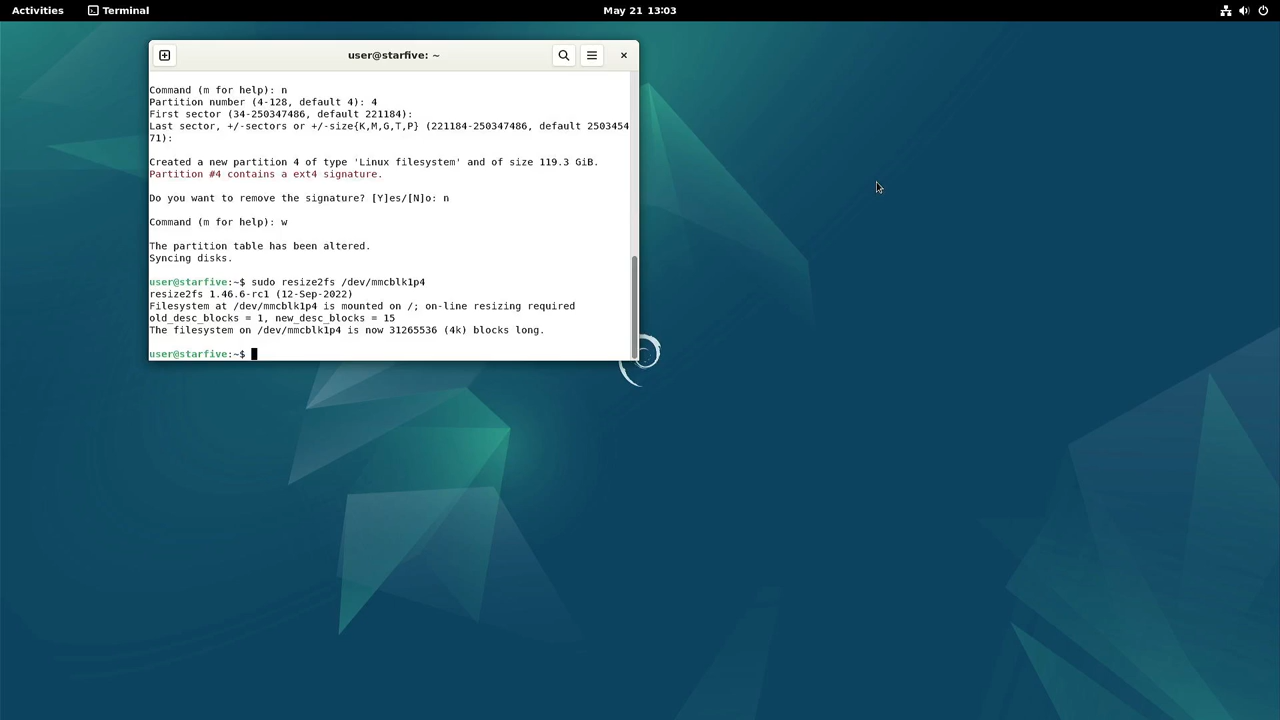 Activities
Terminal
May 21 13:03
user@starfive: ~
Command (m for help): n
Partition number (4-128, default 4): 4
First sector (34-250347486, default 221184):
Last sector, +/-sectors or +/-size{K,M,G,T,P} (221184-250347486, default 2503454
71):
Created a new partition 4 of type 'Linux filesystem' and of size 119.3 GiB.
Partition #4 contains a ext4 signature.
Do you want to remove the signature? [Y]es/[N]o: n
Command (m for help): w
The partition table has been altered.
Syncing disks.
user@starfive:~$ sudo resize2fs /dev/mmcblk1p4
resize2fs 1.46.6-rc1 (12-Sep-2022)
Filesystem at /dev/mmcblk1p4 is mounted on /; on-line resizing required
old_desc_blocks = 1, new_desc_blocks = 15
The filesystem on /dev/mmcblk1p4 is now 31265536 (4k) blocks long.
user@starfive:~$